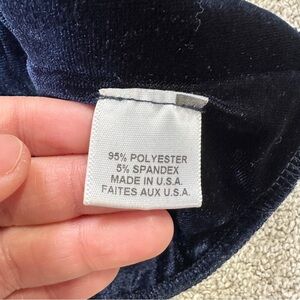 95% POLYESTER
5% SPANDEX
MADE IN U.S.A.
FAITES AUX U.S.A.